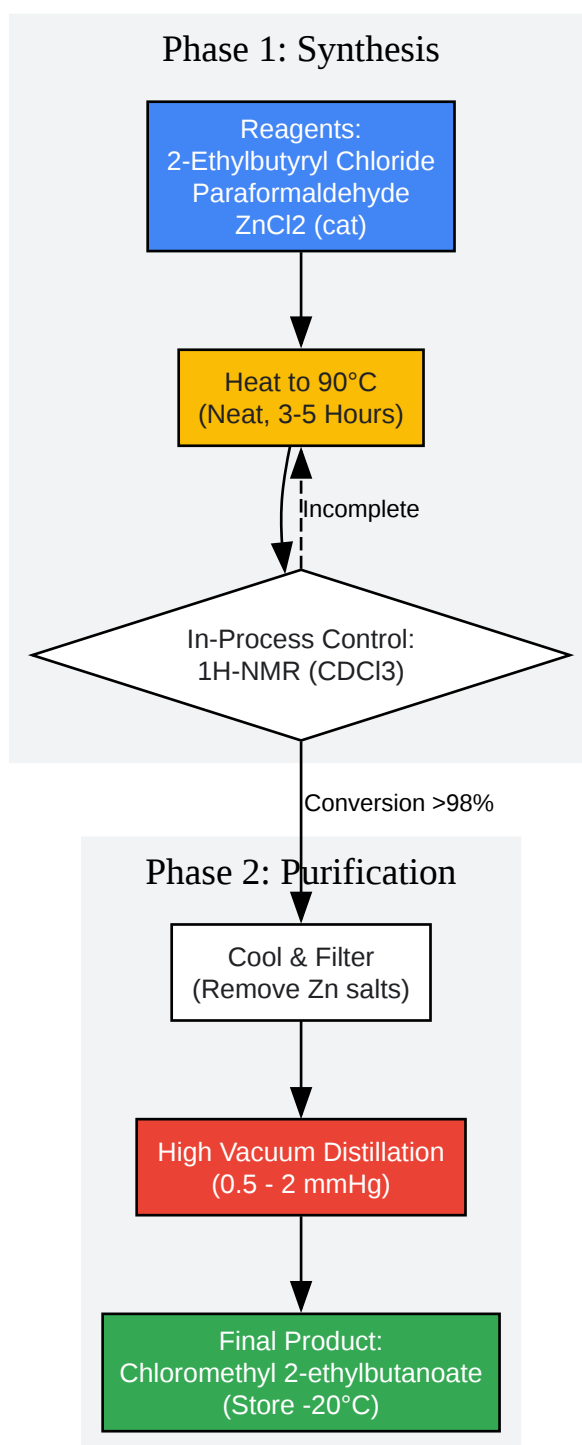 Phase 1: Synthesis
Reagents:
2-Ethylbutyryl Chloride
Paraformaldehyde
ZnCl2 (cat)
Heat to 90°C
(Neat, 3-5 Hours)
Incomplete
In-Process Control:
1H-NMR (CDCl3)
Conversion >98%
Phase 2: Purification
Cool & Filter
(Remove Zn salts)
High Vacuum Distillation
(0.5 - 2 mmHg)
Final Product:
Chloromethyl 2-ethylbutanoate
(Store -20°C)